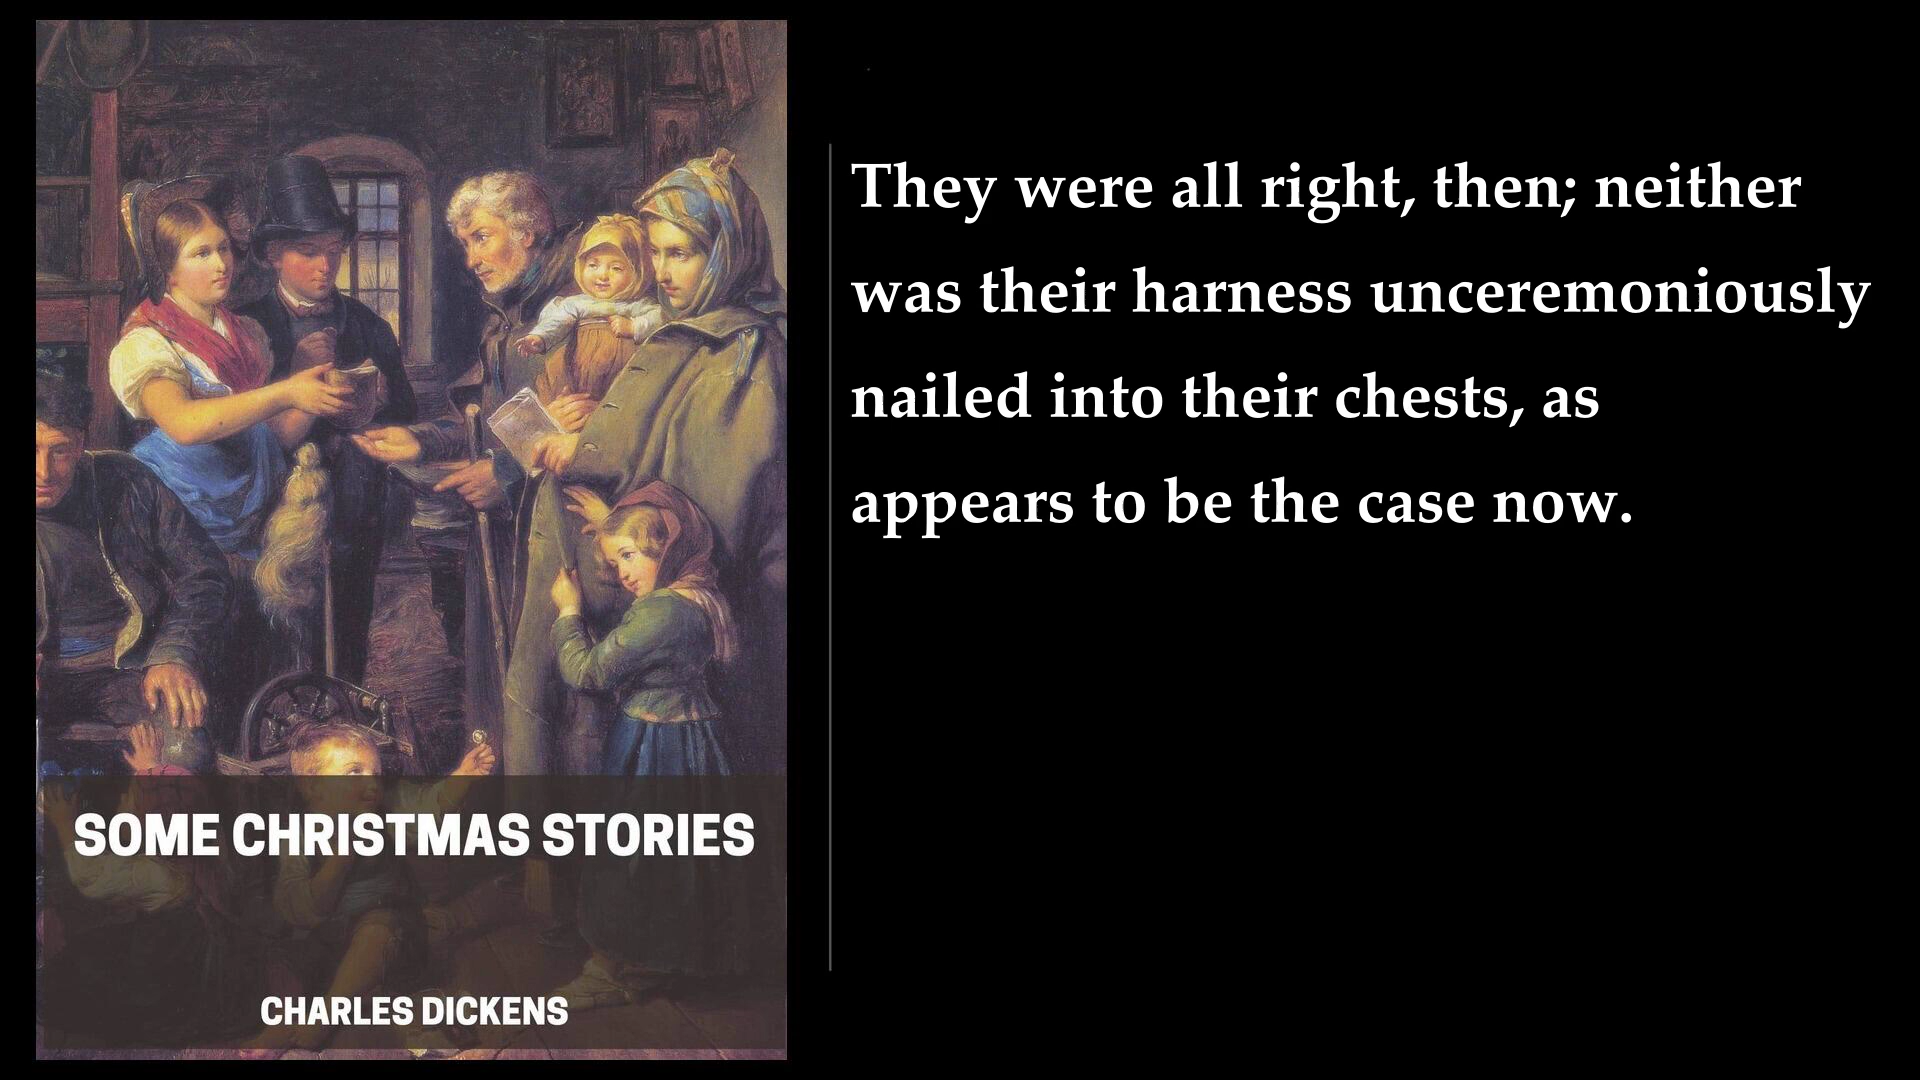 They were all right, then; neither
was their harness unceremoniously
nailed into their chests, as
appears to be the case now.
SOME CHRISTMAS STORIES
CHARLES DICKENS